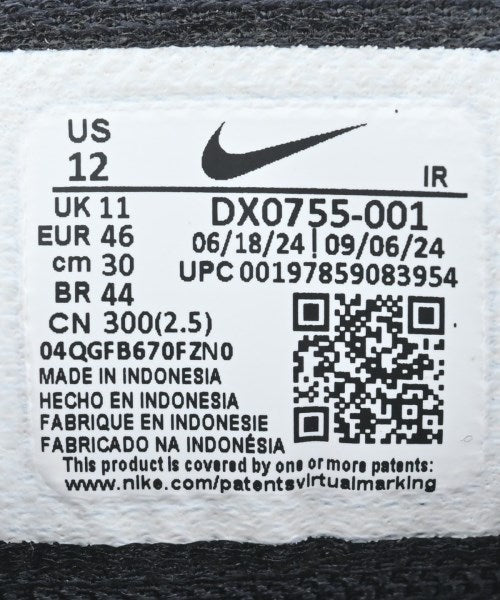 US
12
IR
UK 11
EUR 46
cm 30
BR 44
CN 300(2.5)
DX0755-001
06/18/24 | 09/06/24
UPC 00197859083954
04QGFB670FZN0
MADE IN INDONESIA
HECHO EN INDONESIA
FABRIQUE EN INDONESIE
FABRICADO NA INDONÉSIA
This product is covered by one or more patents:
www.nike.com/patentsvirtualmarking